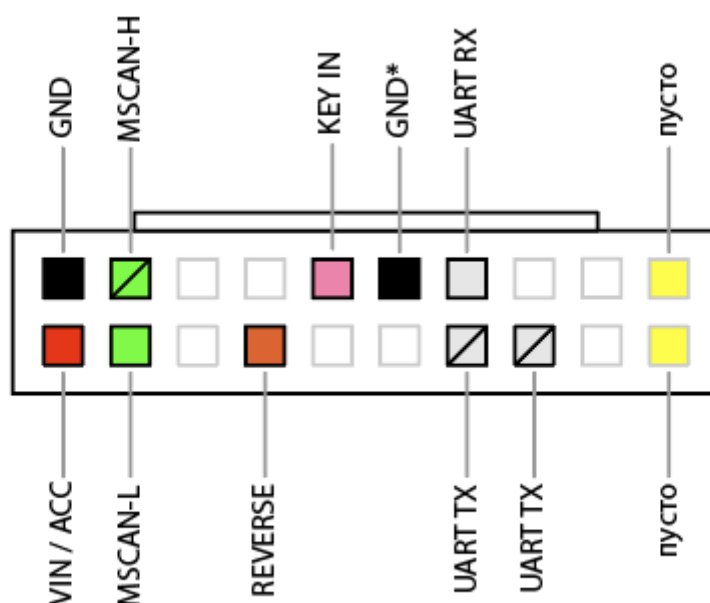 GND
MSCAN-H
KEY IN
GND*
UART RX
пусто
VIN / ACC
MSCAN-L
REVERSE
UART TX
UART TX
пусто